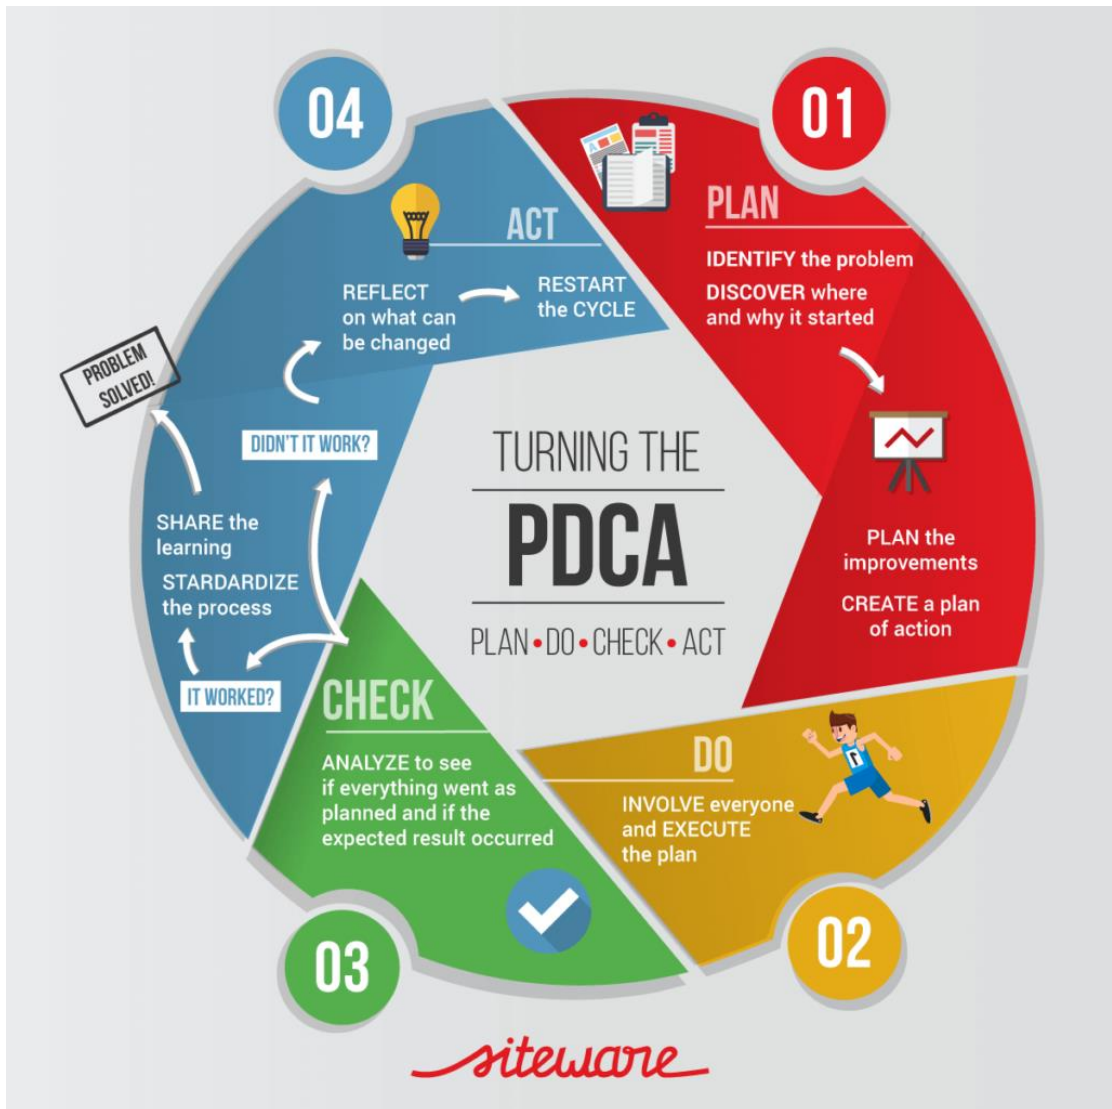 01
PLAN
IDENTIFY the problem
DISCOVER where
and why it started
PLAN the
improvements
CREATE a plan
of action
02
DO
INVOLVE everyone
and EXECUTE
the plan
03
CHECK
ANALYZE to see
if everything went as
planned and if the
expected result occurred
04
ACT
IT WORKED?
STARDARDIZE
the process
SHARE the
learning
PROBLEM
SOLVED!
DIDN'T IT WORK?
REFLECT
on what can
be changed
RESTART
the CYCLE
TURNING THE
PDCA
PLAN • DO • CHECK • ACT
siteware